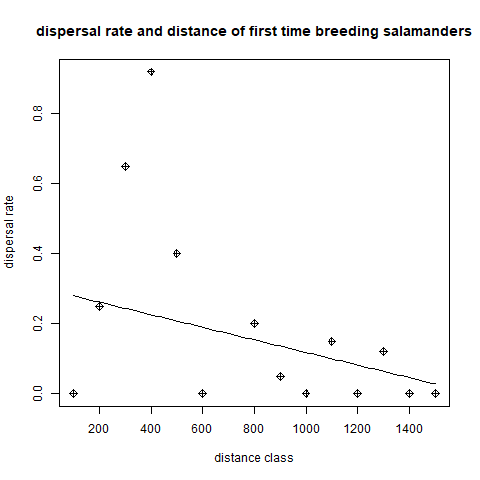 dispersal rate and distance of first time breeding salamanders
0.8
0.6
0.4
0.2
0.0
dispersal rate
200 400 600 800 1000 1200 1400
distance class